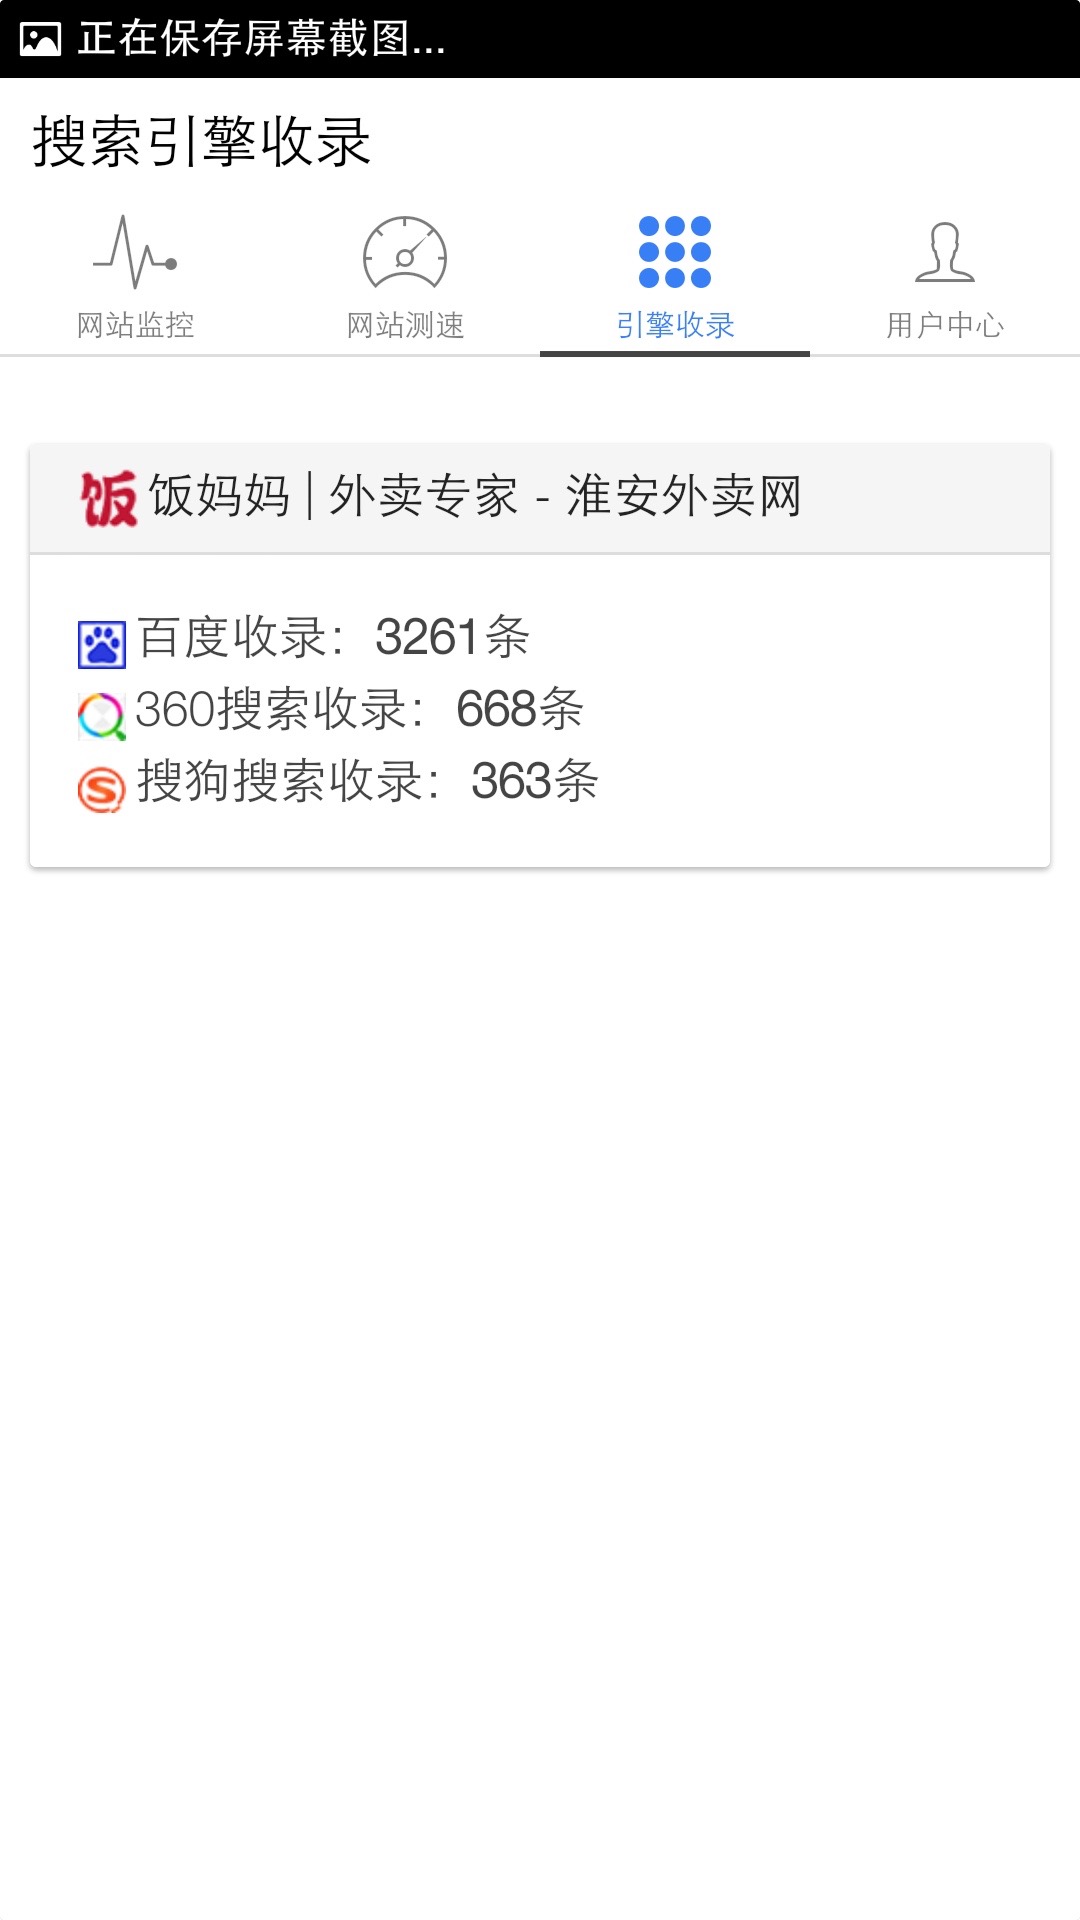 正在保存屏幕截图...
搜索引擎收录
网站监控
网站测速
引擎收录
用户中心
饭 饭妈妈 | 外卖专家 - 淮安外卖网
百度收录：3261条
360搜索收录：668条
搜狗搜索收录：363条